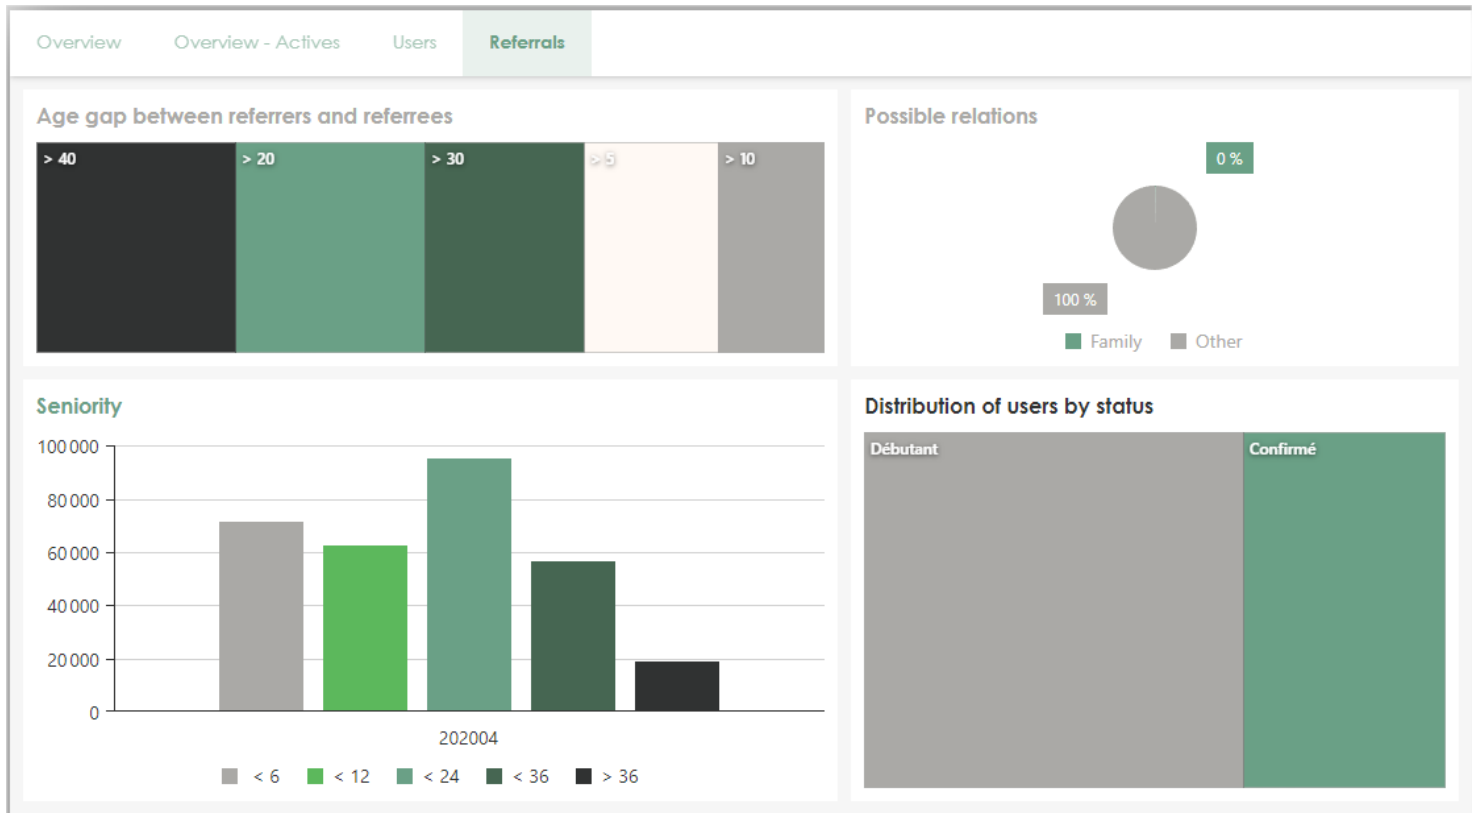 Overview Overview - Actives Users Referrals
Age gap between referrers and referrees
> 40 > 20 > 30 > 5 > 10
Possible relations
0 %
100 %
Family Other
Seniority
100 000
80 000
60 000
40 000
20 000
0
202004
< 6 < 12 < 24 < 36 > 36
Distribution of users by status
Débutant Confirmé